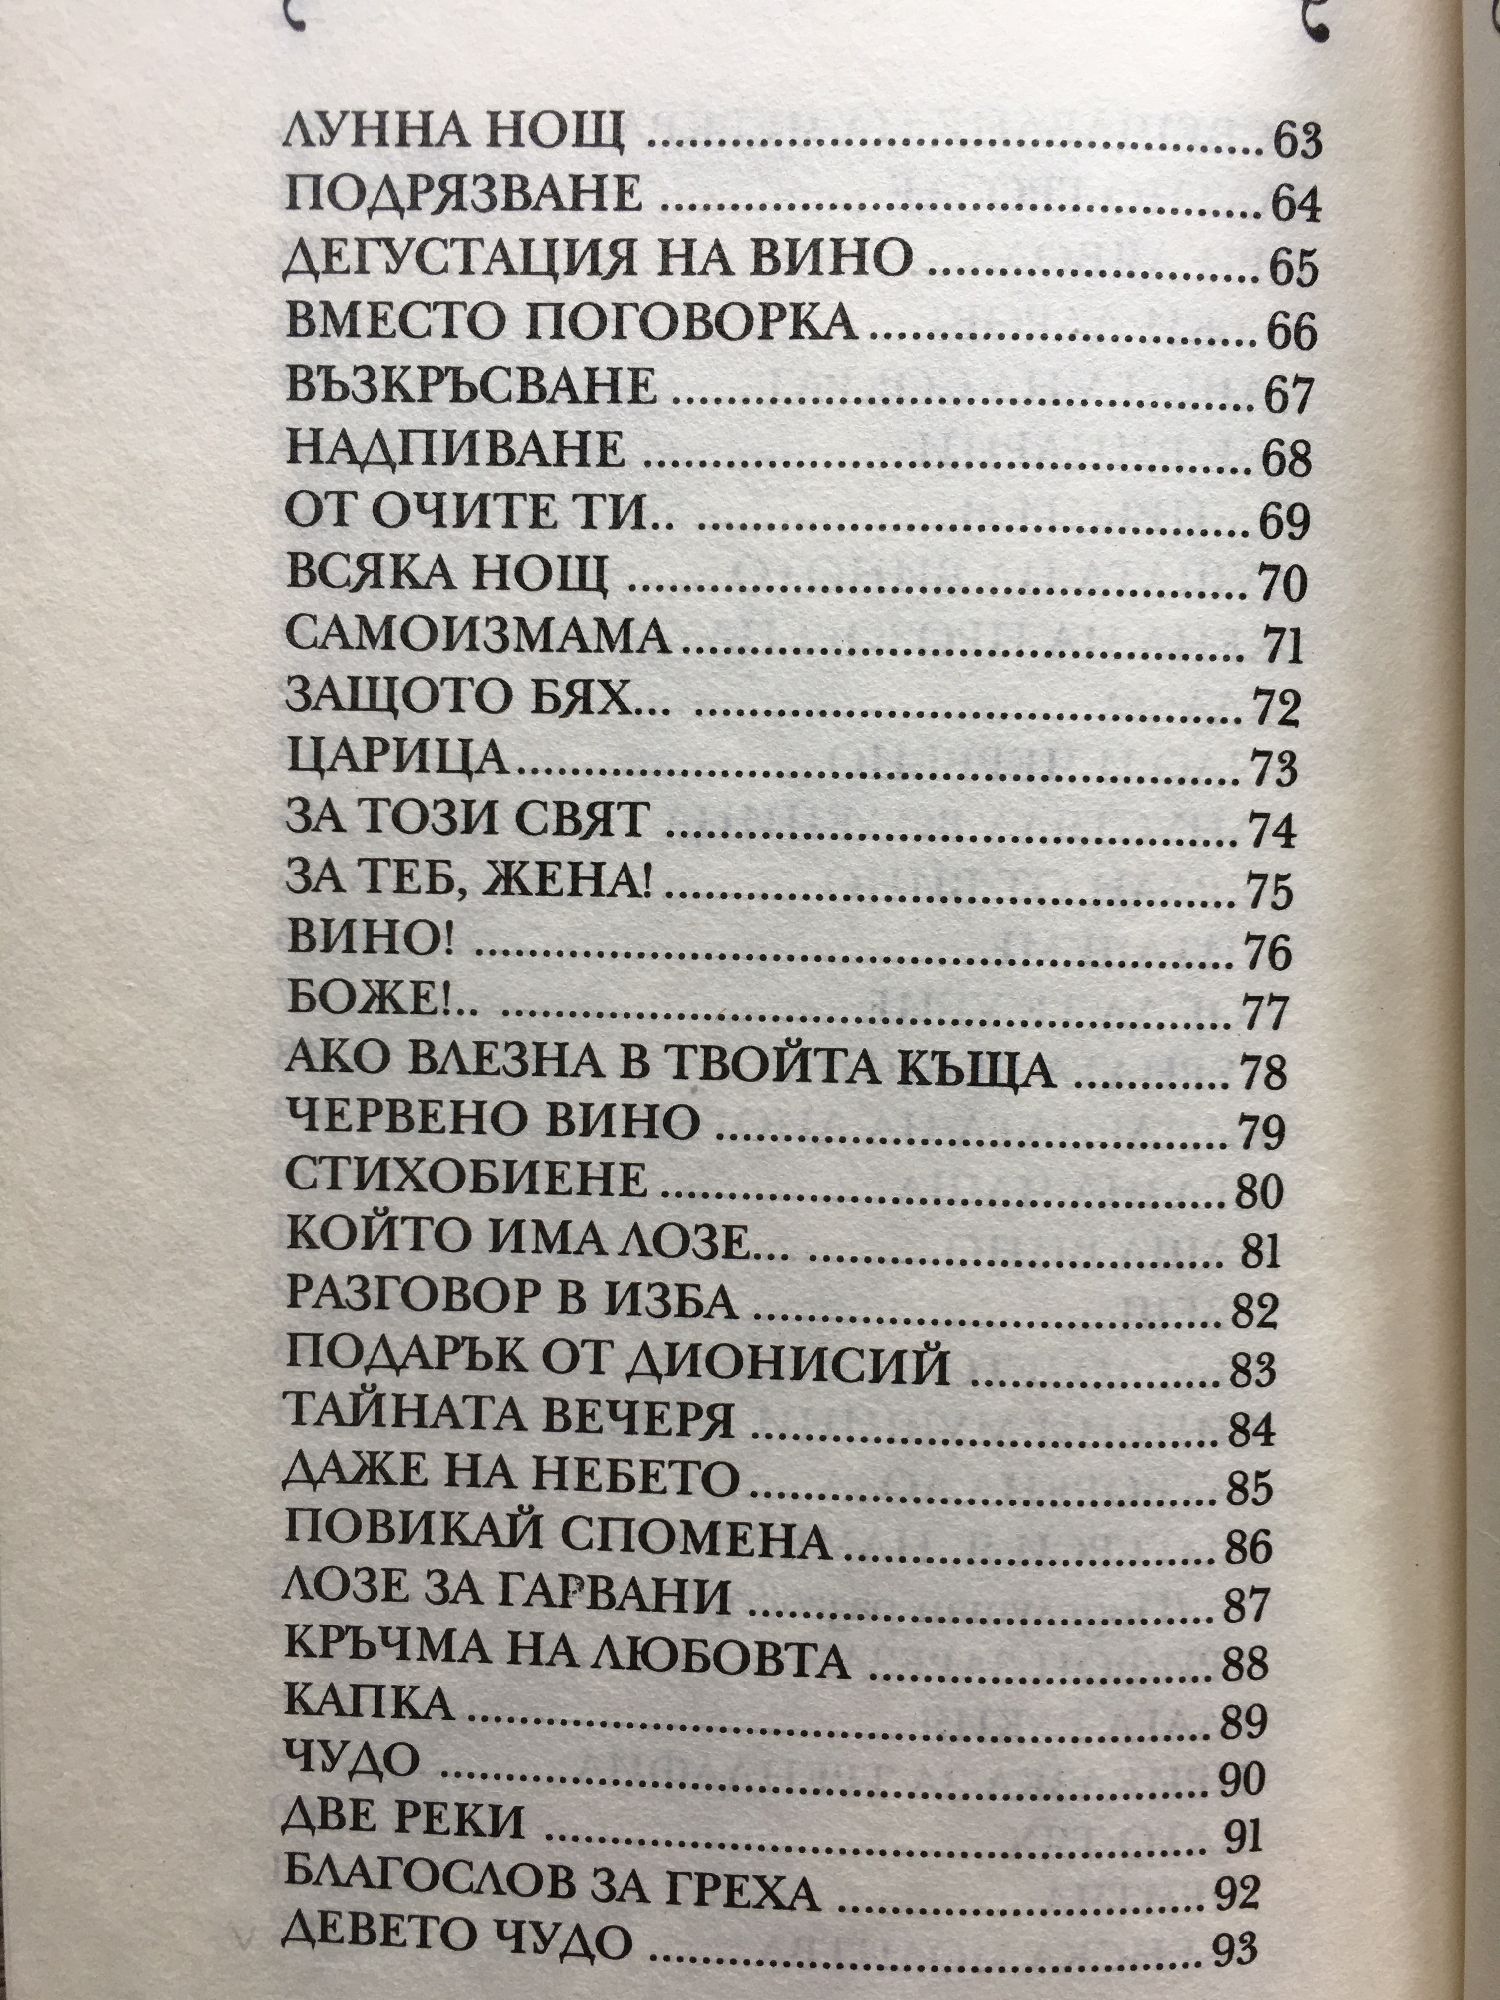 ЛУННА НОЩ ........................................ 63
ПОДРЯЗВАНЕ ........................................ 64
ДЕГУСТАЦИЯ НА ВИНО ........................ 65
ВМЕСТО ПОГОВОРКА ............................ 66
ВЪЗКРЪСВАНЕ ........................................ 67
НАДПИВАНЕ ........................................ 68
ОТ ОЧИТЕ ТИ.. ........................................ 69
ВСЯКА НОЩ ........................................ 70
САМОИЗМАМА ........................................ 71
ЗАЩОТО БЯХ... ........................................ 72
ЦАРИЦА ........................................ 73
ЗА ТОЗИ СВЯТ ........................................ 74
ЗА ТЕБ, ЖЕНА! ........................................ 75
ВИНО! ........................................ 76
БОЖЕ!.. ........................................ 77
АКО ВЛЕЗНА В ТВОЙТА КЪЩА ............ 78
ЧЕРВЕНО ВИНО ........................................ 79
СТИХОБИЕНЕ ........................................ 80
КОЙТО ИМА ЛОЗЕ... ............................ 81
РАЗГОВОР В ИЗБА ................................ 82
ПОДАРЪК ОТ ДИОНИСИЙ .................... 83
ТАЙНАТА ВЕЧЕРЯ ................................ 84
ДАЖЕ НА НЕБЕТО ................................ 85
ПОВИКАЙ СПОМЕНА ............................ 86
ЛОЗЕ ЗА ГАРВАНИ ................................ 87
КРЪЧМА НА ЛЮБОВТА ........................ 88
КАПКА ........................................ 89
ЧУДО ........................................ 90
ДВЕ РЕКИ ........................................ 91
БЛАГОСЛОВ ЗА ГРЕХА ........................ 92
ДЕВЕТО ЧУДО ........................................ 93